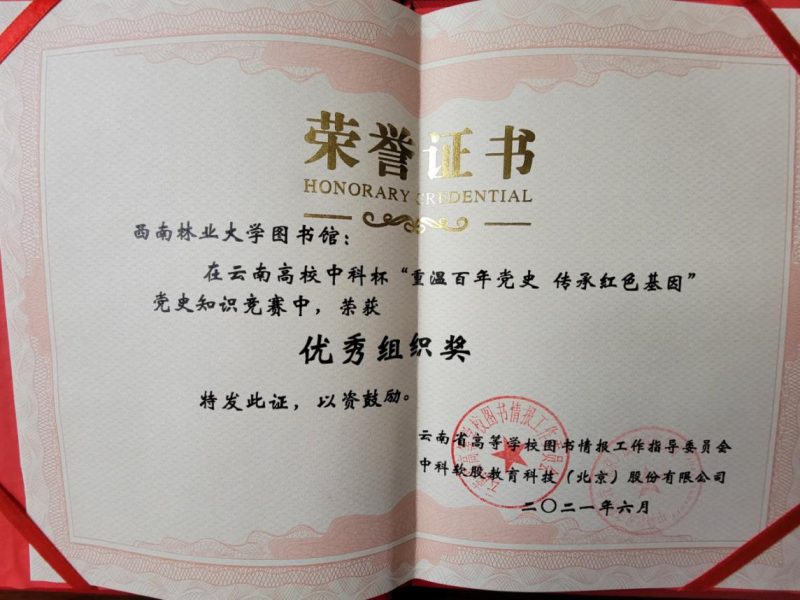 荣誉证书
HONORARY CREDENTIAL
西南林业大学图书馆：
在云南高校中科杯“重温百年党史 传承红色基因”
党史知识竞赛中，荣获
优秀组织奖
特发此证，以资鼓励。
云南省高等学校图书情报工作指导委员会
中科软股教育科技（北京）股份有限公司
二〇二一年六月